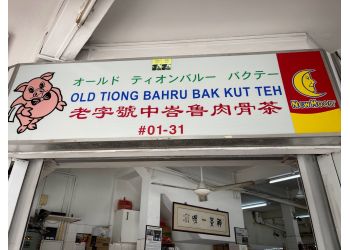 オールド ティオンバルー バクテー
OLD TIONG BAHRU BAK KUT TEH
老字號中峇魯肉骨茶
#01-31
NEWMOON